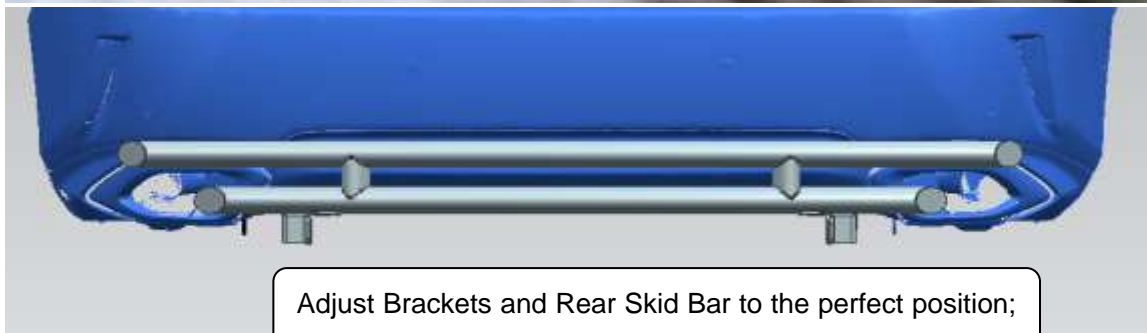 Adjust Brackets and Rear Skid Bar to the perfect position;